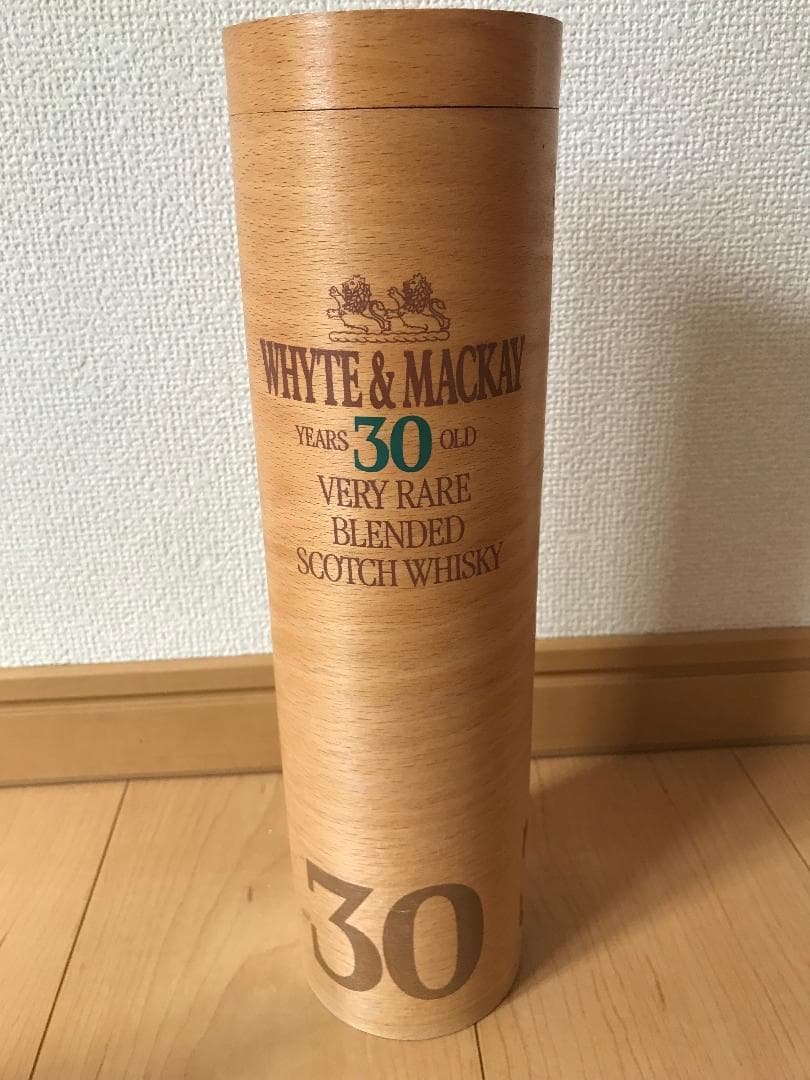 WHYTE & MACKAY
YEARS 30 OLD
VERY RARE
BLENDED
SCOTCH WHISKY
30